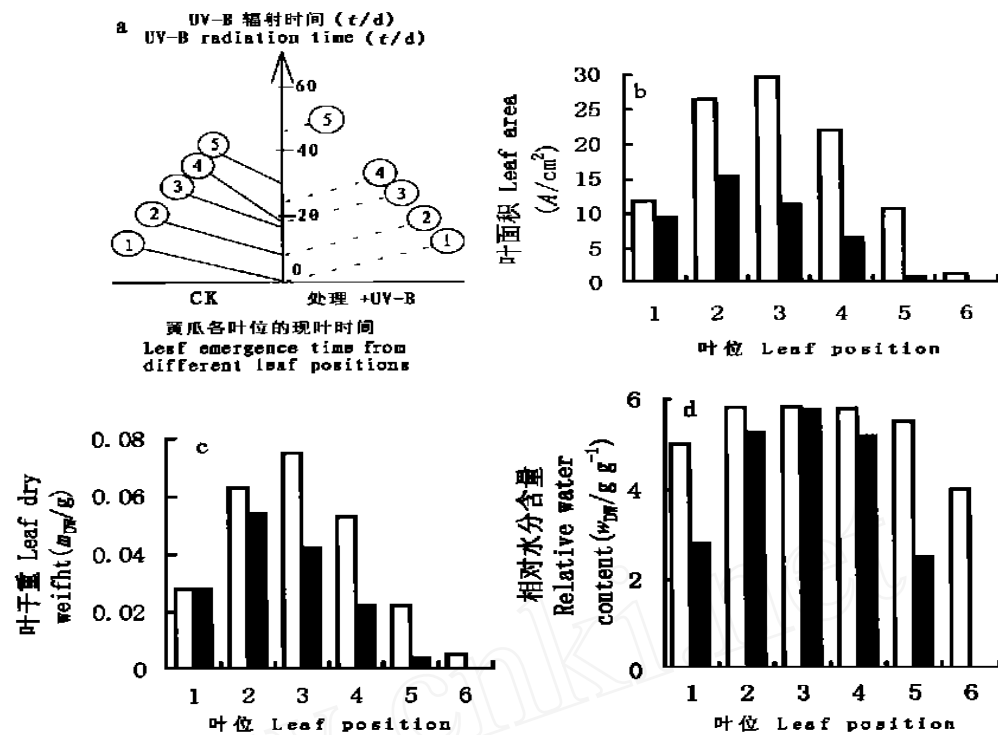 a
UV-B 辐射时间 (t/d)
UV-B radiation time (t/d)
60
40
20
0
5
4
3
2
1
5
4
3
2
1
CK
处理 +UV-B
黄瓜各叶位的现叶时间
Leaf emergence time from
different leaf positions
b
叶面积 Leaf area
(A/cm²)
30
25
20
15
10
5
0
1 2 3 4 5 6
叶位 Leaf position
c
叶干重 Leaf dry
weifht(mDW/g)
0.08
0.06
0.04
0.02
0
1 2 3 4 5 6
叶位 Leaf position
d
相对水分含量
Relative water
content(wDW/g g⁻¹)
6
4
2
0
1 2 3 4 5 6
叶位 Leaf position
cnki.net